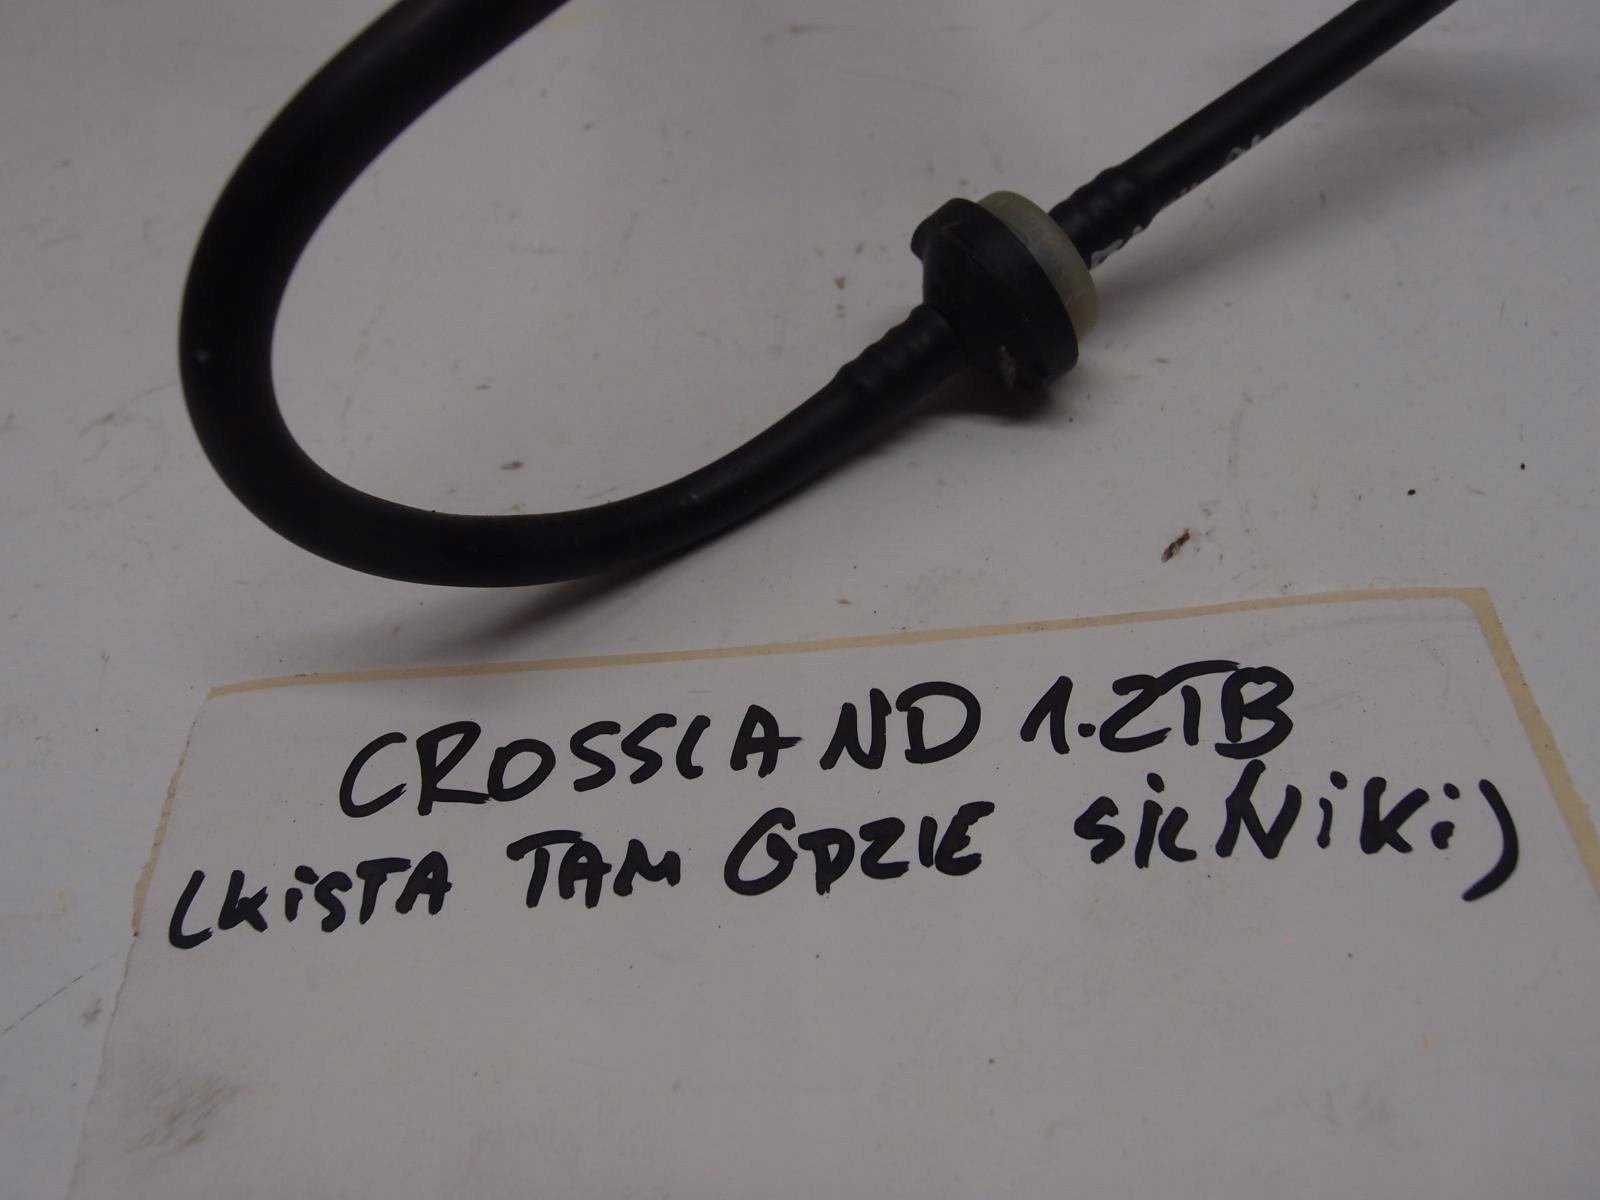 CROSSLAND 1.2TB
(KiSTA TAM GDZIE SiLNiKi)